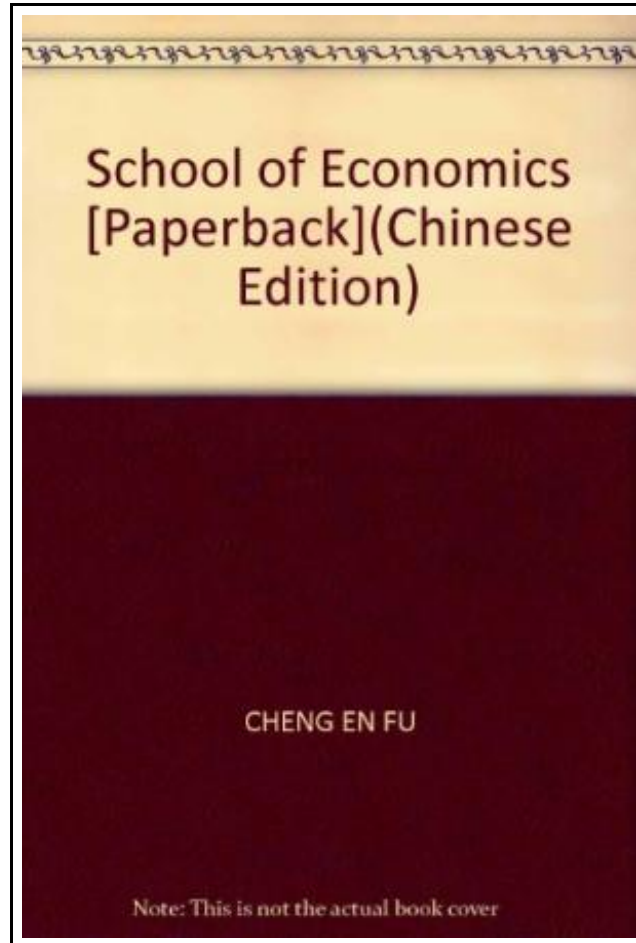 School of Economics
[Paperback](Chinese
Edition)
CHENG EN FU
Note: This is not the actual book cover